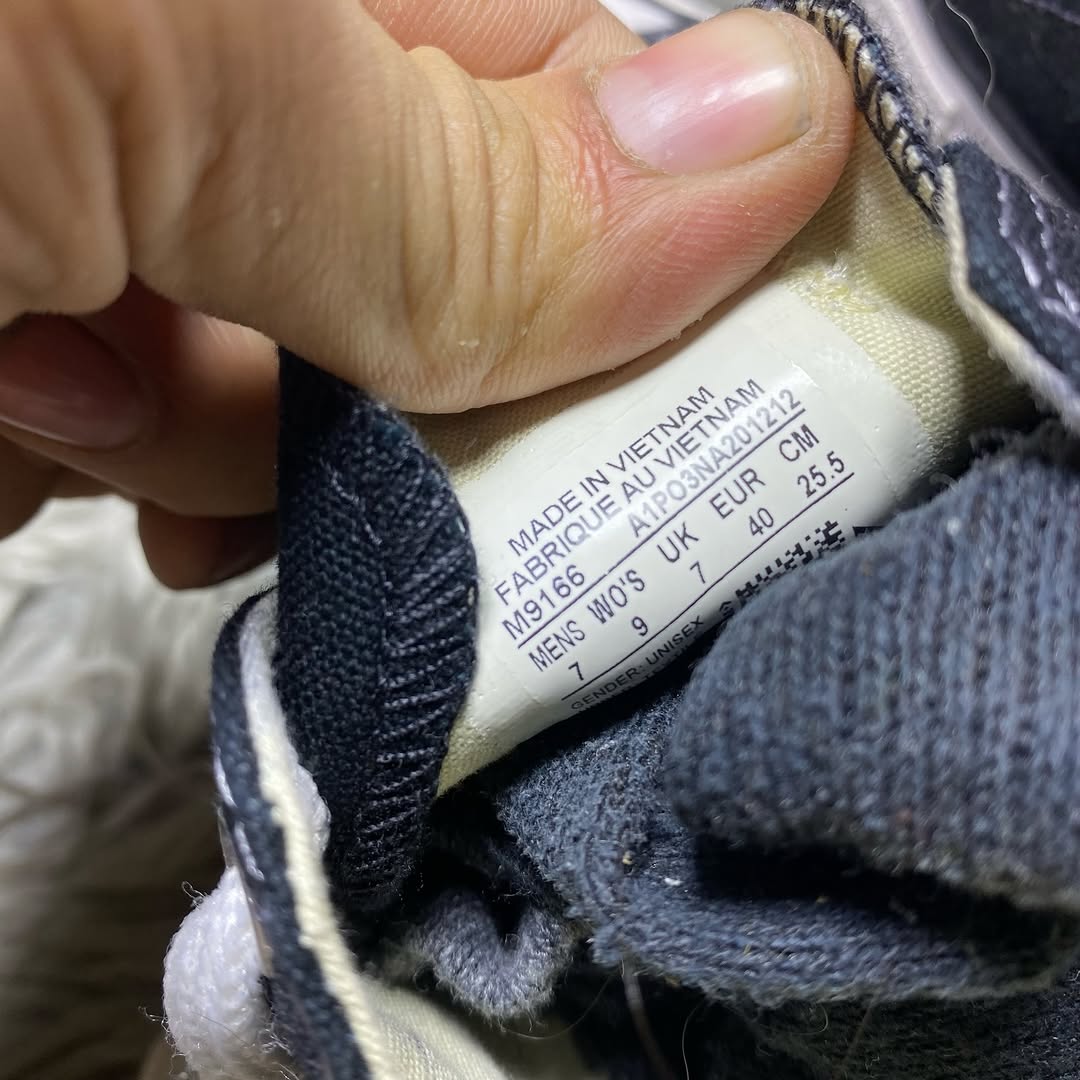 MADE IN VIETNAM
FABRIQUE AU VIETNAM
M9166 A1P03NA201212
MENS WO'S UK EUR CM
7 9 7 40 25.5
GENDER: UNISEX